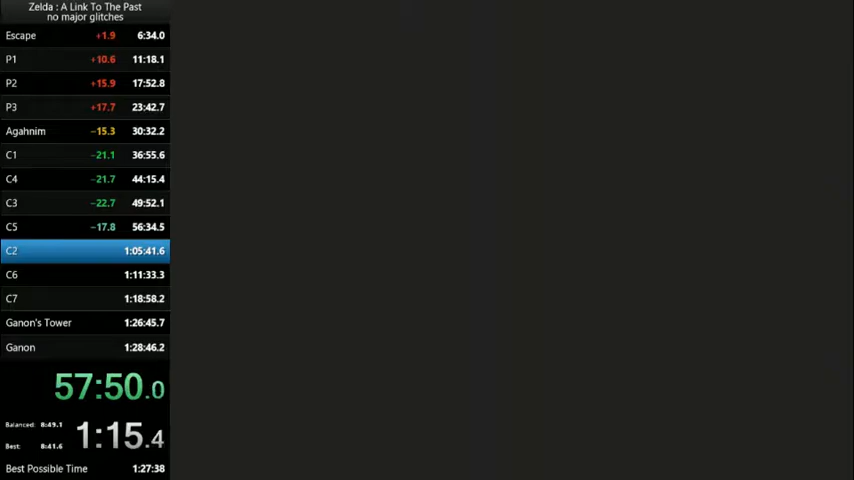 Zelda : A Link To The Past
no major glitches
Escape +1.9 6:34.0
P1 +10.6 11:18.1
P2 +15.9 17:52.8
P3 +17.7 23:42.7
Agahnim −15.3 30:32.2
C1 −21.1 36:55.6
C4 −21.7 44:15.4
C3 −22.7 49:52.1
C5 −17.8 56:34.5
C2 1:05:41.6
C6 1:11:33.3
C7 1:18:58.2
Ganon's Tower 1:26:45.7
Ganon 1:28:46.2
57:50.0
Balanced: 8:49.1 1:15.4
Best: 8:41.6
Best Possible Time 1:27:38